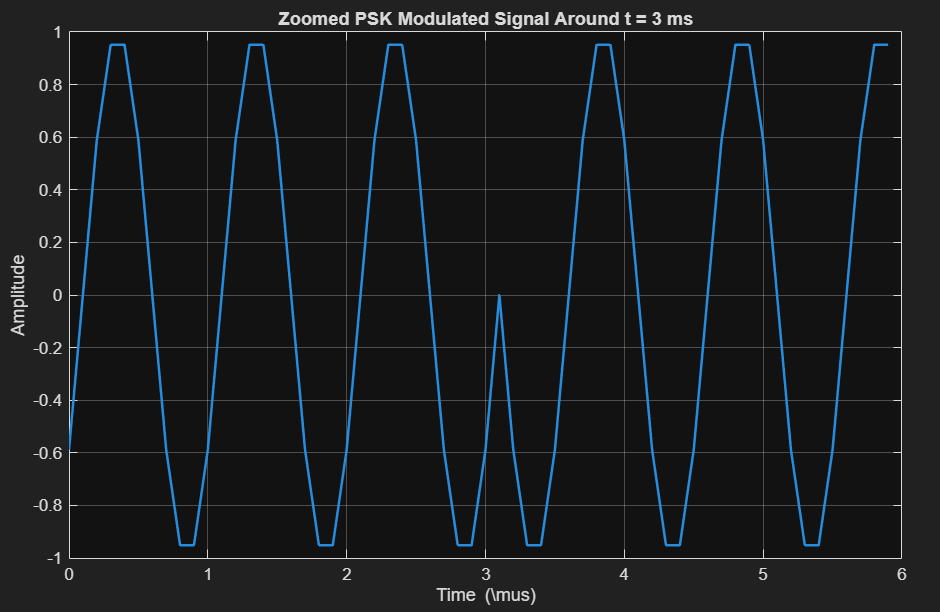 Zoomed PSK Modulated Signal Around t = 3 ms
1
0.8
0.6
0.4
0.2
0
-0.2
-0.4
-0.6
-0.8
-1
Amplitude
0 1 2 3 4 5 6
Time (\mus)